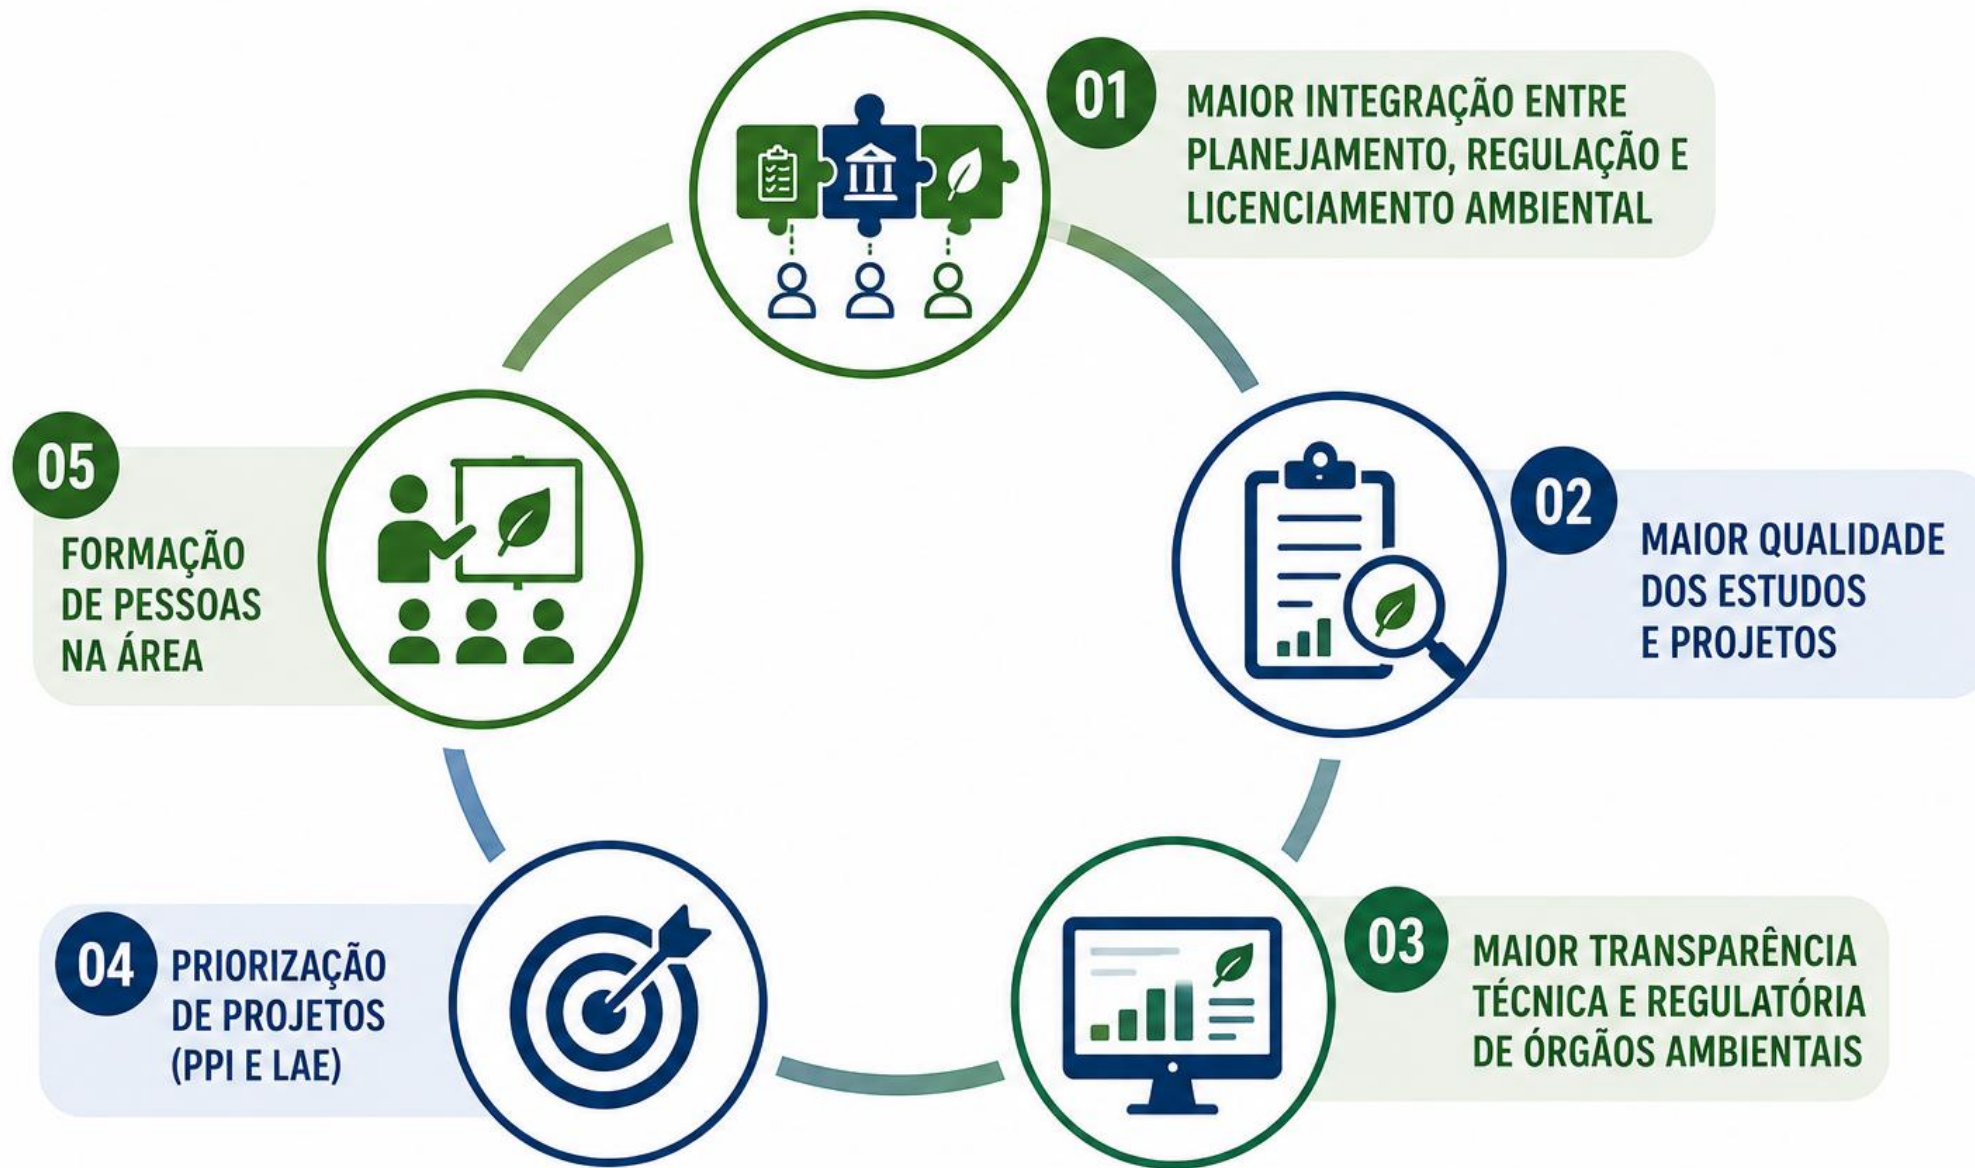 01
MAIOR INTEGRAÇÃO ENTRE
PLANEJAMENTO, REGULAÇÃO E
LICENCIAMENTO AMBIENTAL
02
MAIOR QUALIDADE
DOS ESTUDOS
E PROJETOS
03
MAIOR TRANSPARÊNCIA
TÉCNICA E REGULATÓRIA
DE ÓRGÃOS AMBIENTAIS
04
PRIORIZAÇÃO
DE PROJETOS
(PPI E LAE)
05
FORMAÇÃO
DE PESSOAS
NA ÁREA